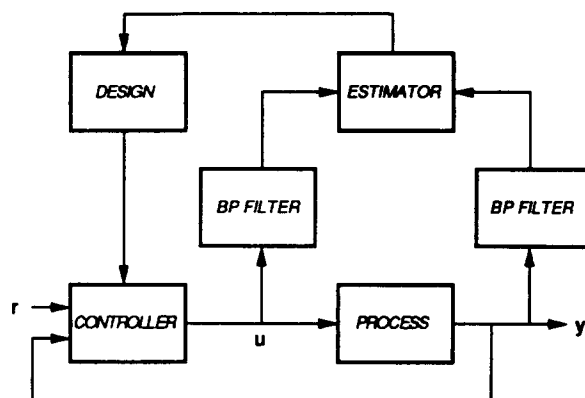 DESIGN
ESTIMATOR
BP FILTER
BP FILTER
r
CONTROLLER
u
PROCESS
y